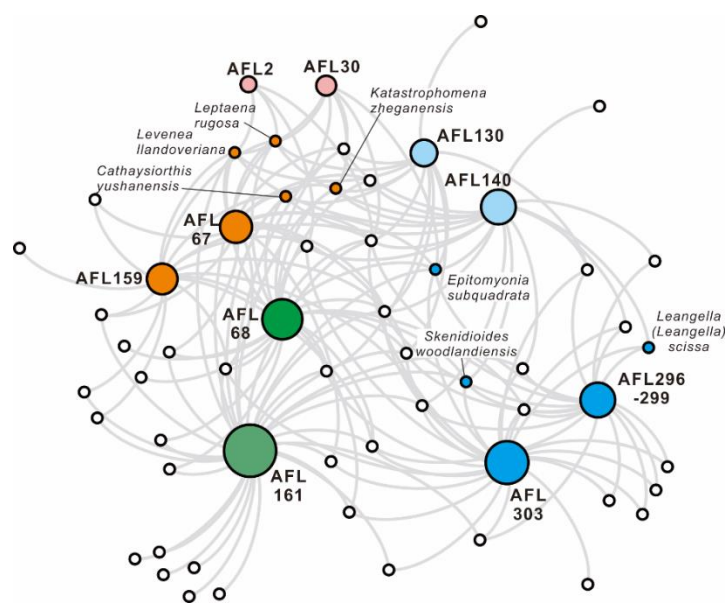 AFL2
AFL30
Katastrophomena
zheganensis
Leptaena
rugosa
Levenea
llandoveriana
AFL130
Cathaysiorthis
yushanensis
AFL140
AFL
67
AFL159
Epitomyonia
subquadrata
AFL
68
Leangella
(Leangella)
scissa
Skenidioides
woodlandiensis
AFL296
-299
AFL
161
AFL
303